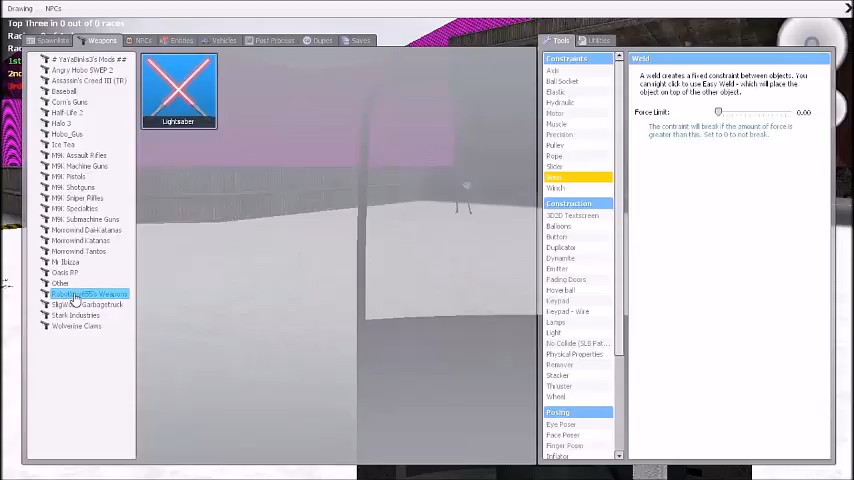 Drawing NPCs
Top Three in 0 out of 0 races
Spawnlists Weapons NPCs Entities Vehicles Post Process Dupes Saves
Tools Utilities
# YaYaBinks3's Mods ##
Angry Hobo SWEP 2
Assassin's Creed III (TR)
Baseball
Corn's Guns
Half-Life 2
Halo 3
Hobo_Gus
Ice Tea
M9K Assault Rifles
M9K Machine Guns
M9K Pistols
M9K Shotguns
M9K Sniper Rifles
M9K Specialties
M9K Submachine Guns
Morrowind Dai-Katanas
Morrowind Katanas
Morrowind Tantos
Mr Ibizza
Oasis RP
Other
Robotboy655's Weapons
Garbagetruck
Stark Industries
Wolverine Claws
Lightsaber
Constraints
Axis
Ball Socket
Elastic
Hydraulic
Motor
Muscle
Precision
Pulley
Rope
Slider
Weld
Winch
Construction
3D2D Textscreen
Balloons
Button
Duplicator
Dynamite
Emitter
Fading Doors
Hoverball
Keypad
Keypad - Wire
Lamps
Light
No Collide (SLB Pat...
Physical Properties
Remover
Stacker
Thruster
Wheel
Posing
Eye Poser
Face Poser
Finger Poser
Inflator
Weld
A weld creates a fixed constraint between objects. You
can right click to use Easy Weld - which will place the
object on top of the other object.
Force Limit: 0.00
The contraint will break if the amount of force is
greater than this. Set to 0 to not break.